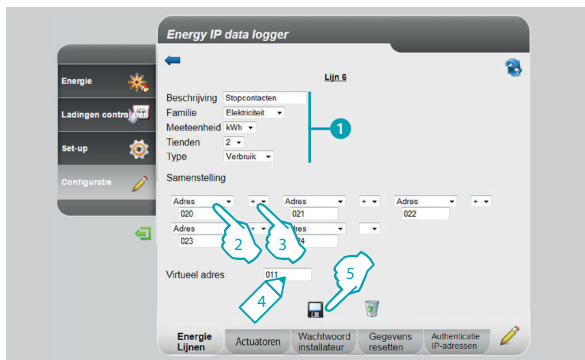 Energy IP data logger
Lijn 6
Energie
Ladingen controleren
Set-up
Configuratie
Beschrijving Stopcontacten
Familie Elektriciteit
Meeteenheid kWh
Tienden 2
Type Verbruik
1
Samenstelling
Adres + Adres + Adres +
020 021 022
Adres + Adres
023 024
2 3
Virtueel adres 011
4 5
Energie Lijnen
Actuatoren
Wachtwoord installateur
Gegevens resetten
Authenticatie IP-adressen